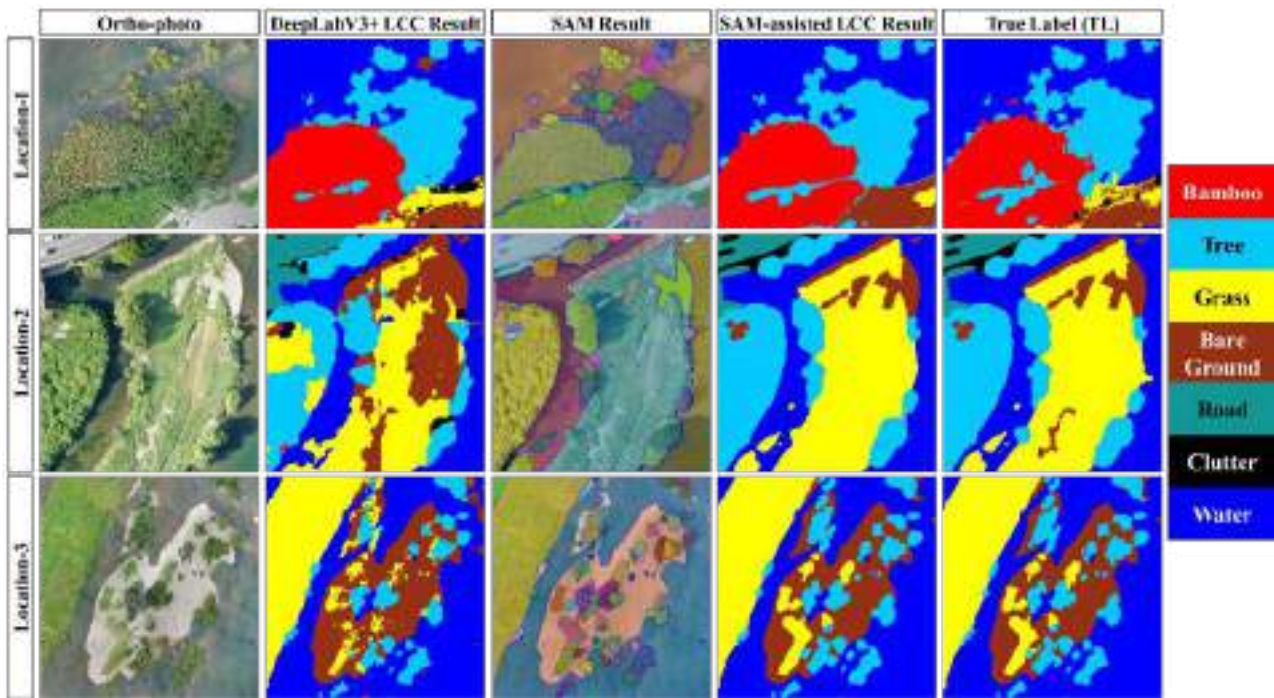 Ortho-photo
DeepLabV3+ LCC Result
SAM Result
SAM-assisted LCC Result
True Label (TL)
Location-1
Location-2
Location-3
Bamboo
Tree
Grass
Bare
Ground
Road
Clutter
Water